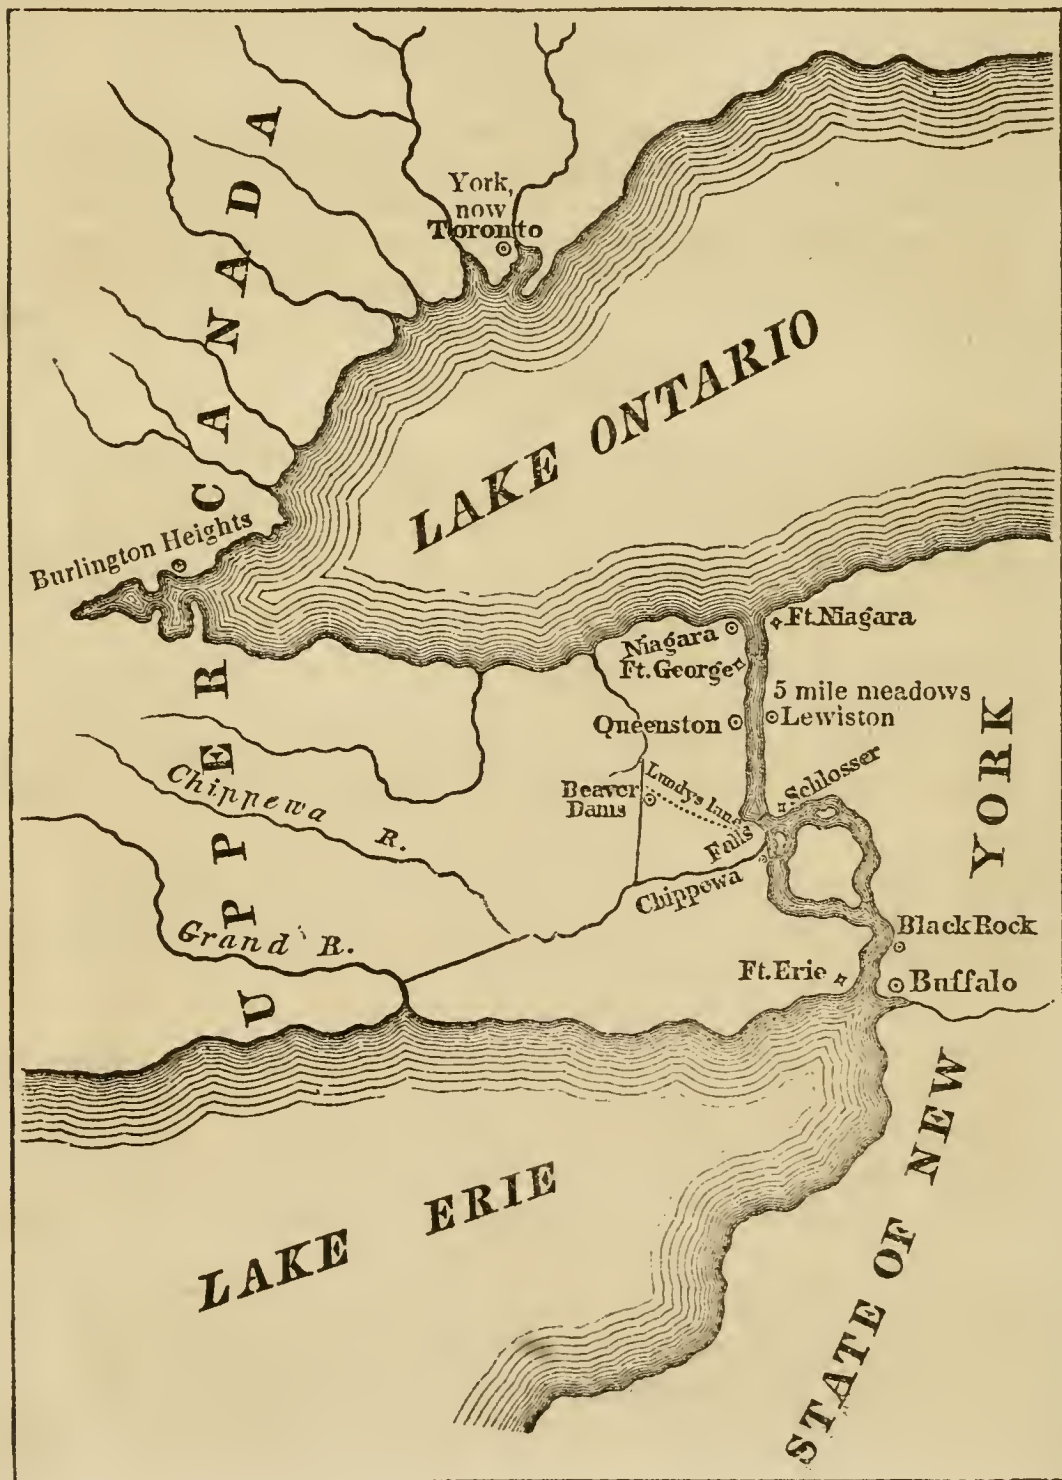 York,
now
Toronto
UPPER CANADA
LAKE ONTARIO
Burlington Heights
Niagara
Ft. Niagara
Ft. George
5 mile meadows
Queenston
Lewiston
Schlosser
Lundys lane
Beaver
Dams
Falls
Chippewa R.
Chippewa
Grand R.
Black Rock
Ft. Erie
Buffalo
LAKE ERIE
STATE OF NEW YORK